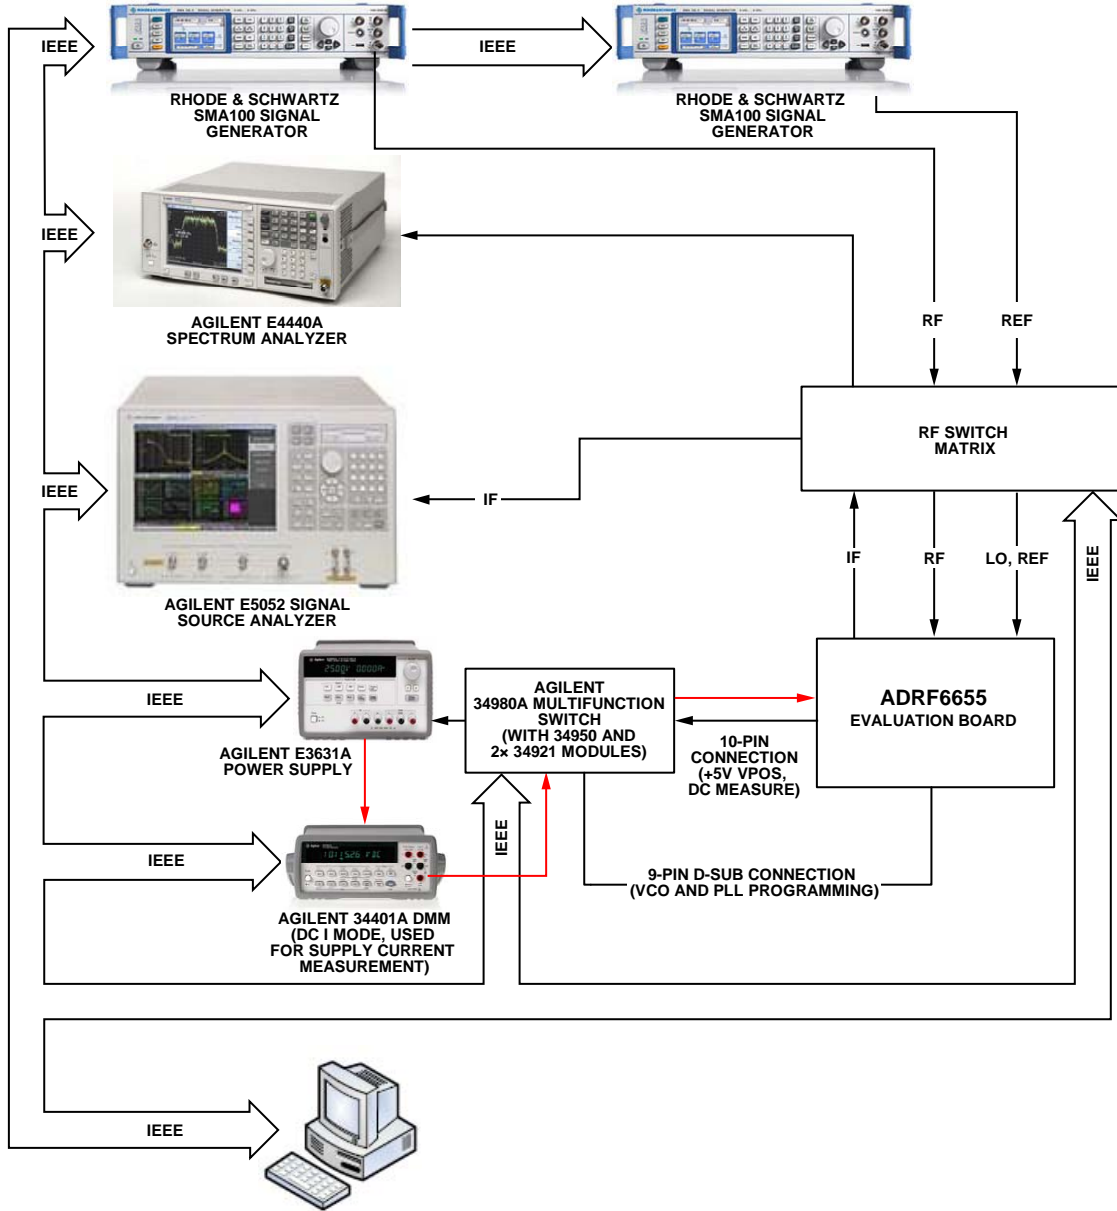 IEEE
IEEE
RHODE & SCHWARTZ
SMA100 SIGNAL
GENERATOR
RHODE & SCHWARTZ
SMA100 SIGNAL
GENERATOR
IEEE
AGILENT E4440A
SPECTRUM ANALYZER
RF
REF
RF SWITCH
MATRIX
IEEE
IF
IF
RF
LO, REF
IEEE
AGILENT E5052 SIGNAL
SOURCE ANALYZER
IEEE
AGILENT E3631A
POWER SUPPLY
AGILENT
34980A MULTIFUNCTION
SWITCH
(WITH 34950 AND
2× 34921 MODULES)
ADRF6655
EVALUATION BOARD
10-PIN
CONNECTION
(+5V VPOS,
DC MEASURE)
IEEE
IEEE
9-PIN D-SUB CONNECTION
(VCO AND PLL PROGRAMMING)
AGILENT 34401A DMM
(DC I MODE, USED
FOR SUPPLY CURRENT
MEASUREMENT)
IEEE